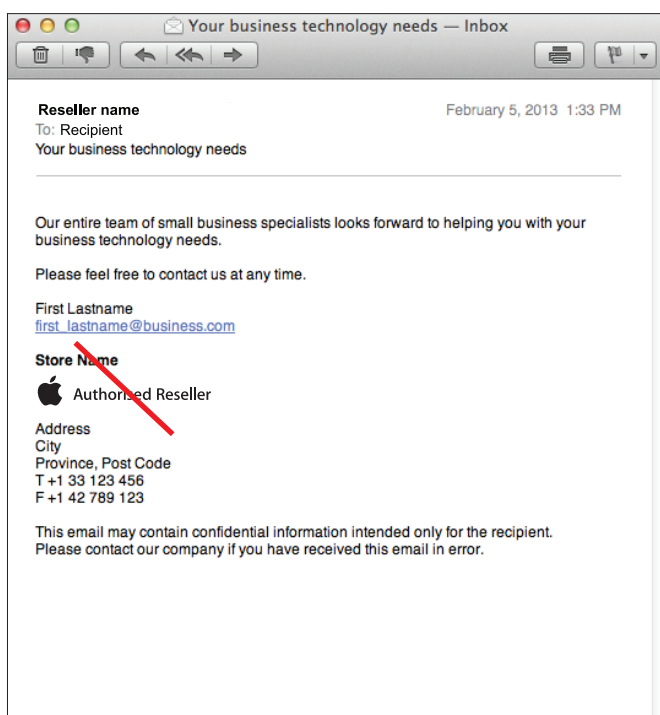 Your business technology needs — Inbox
Reseller name
February 5, 2013 1:33 PM
To: Recipient
Your business technology needs
Our entire team of small business specialists looks forward to helping you with your
business technology needs.
Please feel free to contact us at any time.
First Lastname
first_lastname@business.com
Store Name
Authorised Reseller
Address
City
Province, Post Code
T +1 33 123 456
F +1 42 789 123
This email may contain confidential information intended only for the recipient.
Please contact our company if you have received this email in error.